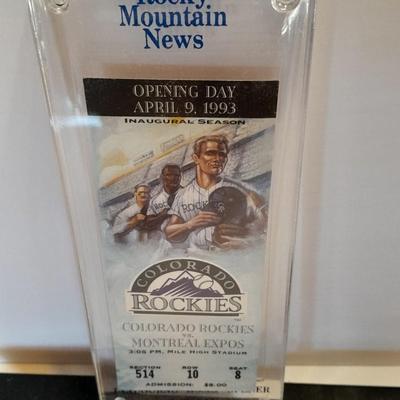 Rocky
Mountain
News
OPENING DAY
APRIL 9, 1993
INAUGURAL SEASON
ROCKIES
COLORADO
ROCKIES
COLORADO ROCKIES
VS.
MONTREAL EXPOS
3:05 PM, MILE HIGH STADIUM
SECTION ROW SEAT
514 10 8
ADMISSION: $8.00